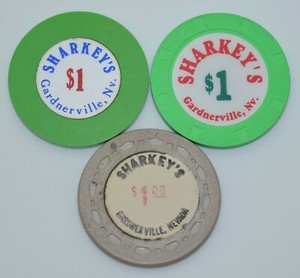 SHARKEY'S
$1
Gardnerville, Nv.
SHARKEY'S
$1
Gardnerville, Nv.
SHARKEY'S
$1.00
GARDNERVILLE, NEVADA